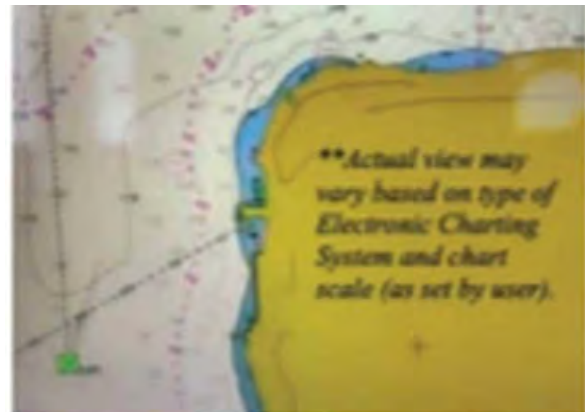 **Actual view may
vary based on type of
Electronic Charting
System and chart
scale (as set by user).